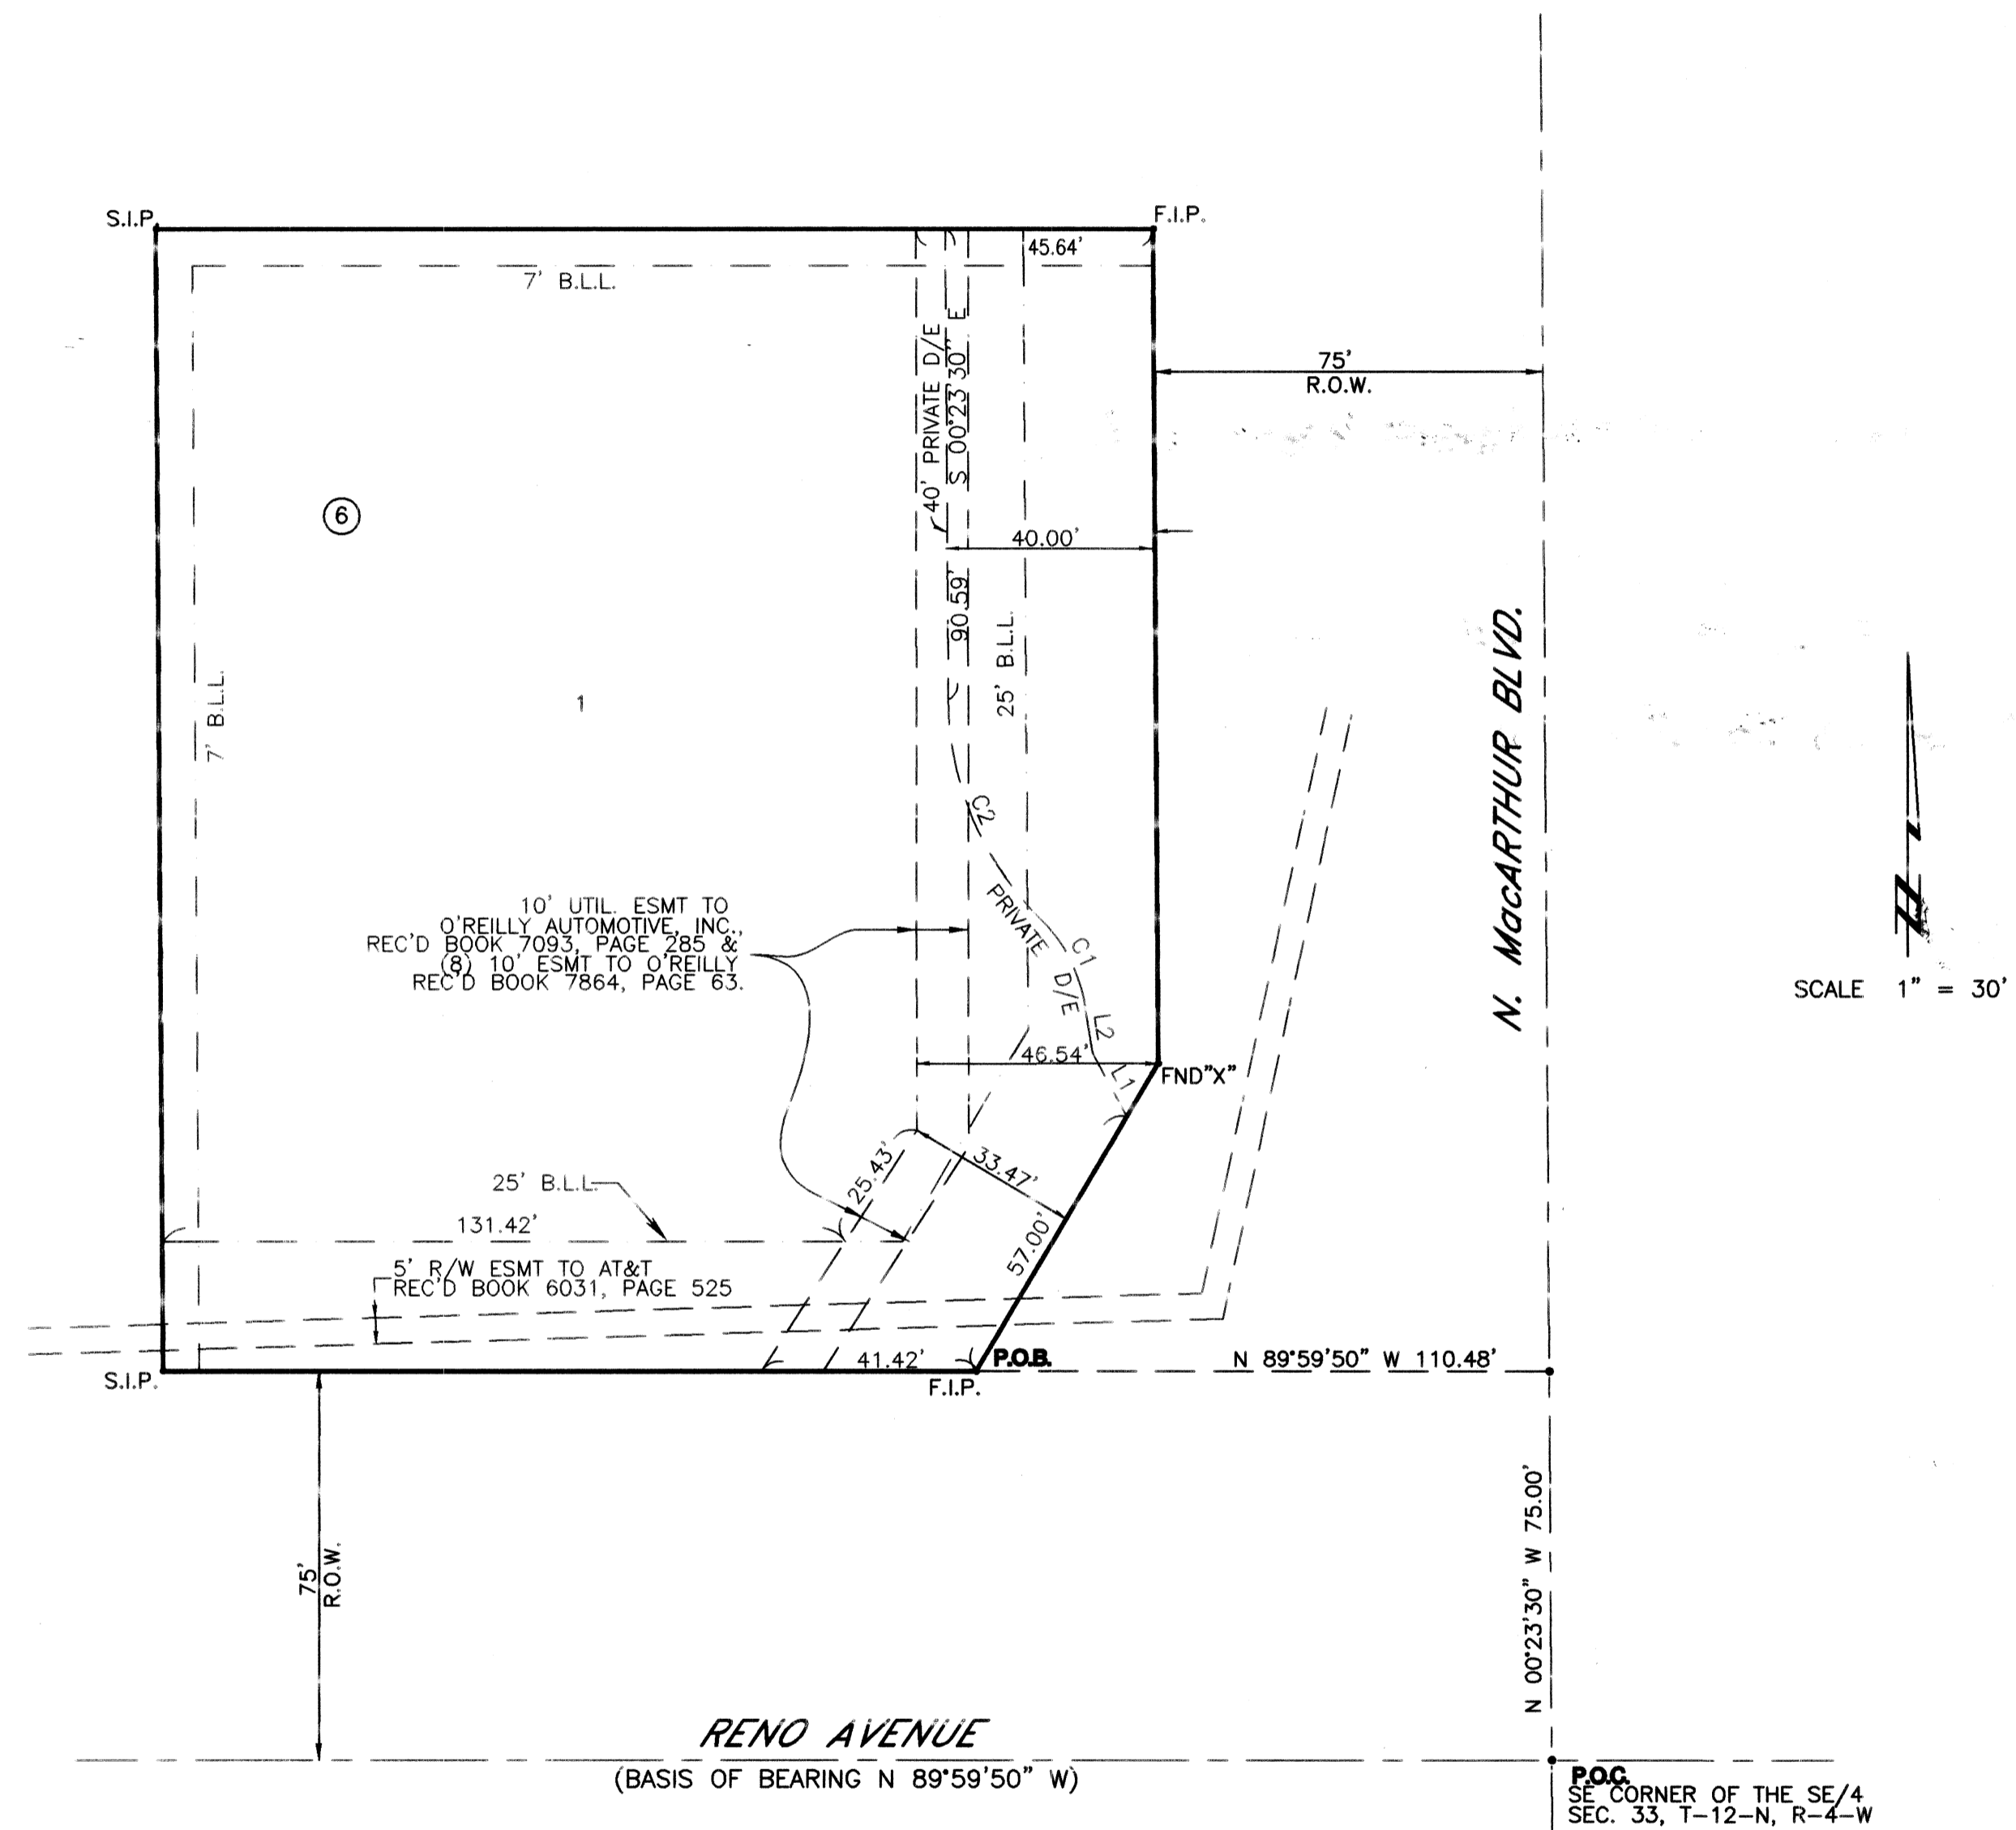 S.I.P.
F.I.P.
45.64'
7' B.L.L.
40' PRIVATE D/E
S 00°23'30" E
75'
R.O.W.
6
40.00'
90.59'
25' B.L.L.
N. MacARTHUR BLVD.
7' B.L.L.
1
C2
PRIVATE D/E
C1
10' UTIL. ESMT TO
O'REILLY AUTOMOTIVE, INC.,
REC'D BOOK 7093, PAGE 285 &
(8) 10' ESMT TO O'REILLY
REC'D BOOK 7864, PAGE 63.
SCALE 1" = 30'
L2
46.54'
L1
FND"X"
25.43'
33.47'
25' B.L.L.
131.42'
57.00'
5' R/W ESMT TO AT&T
REC'D BOOK 6031, PAGE 525
41.42'
P.O.B.
N 89°59'50" W 110.48'
S.I.P.
F.I.P.
75'
R.O.W.
N 00°23'30" W 75.00'
RENO AVENUE
(BASIS OF BEARING N 89°59'50" W)
P.O.C.
SE CORNER OF THE SE/4
SEC. 33, T-12-N, R-4-W